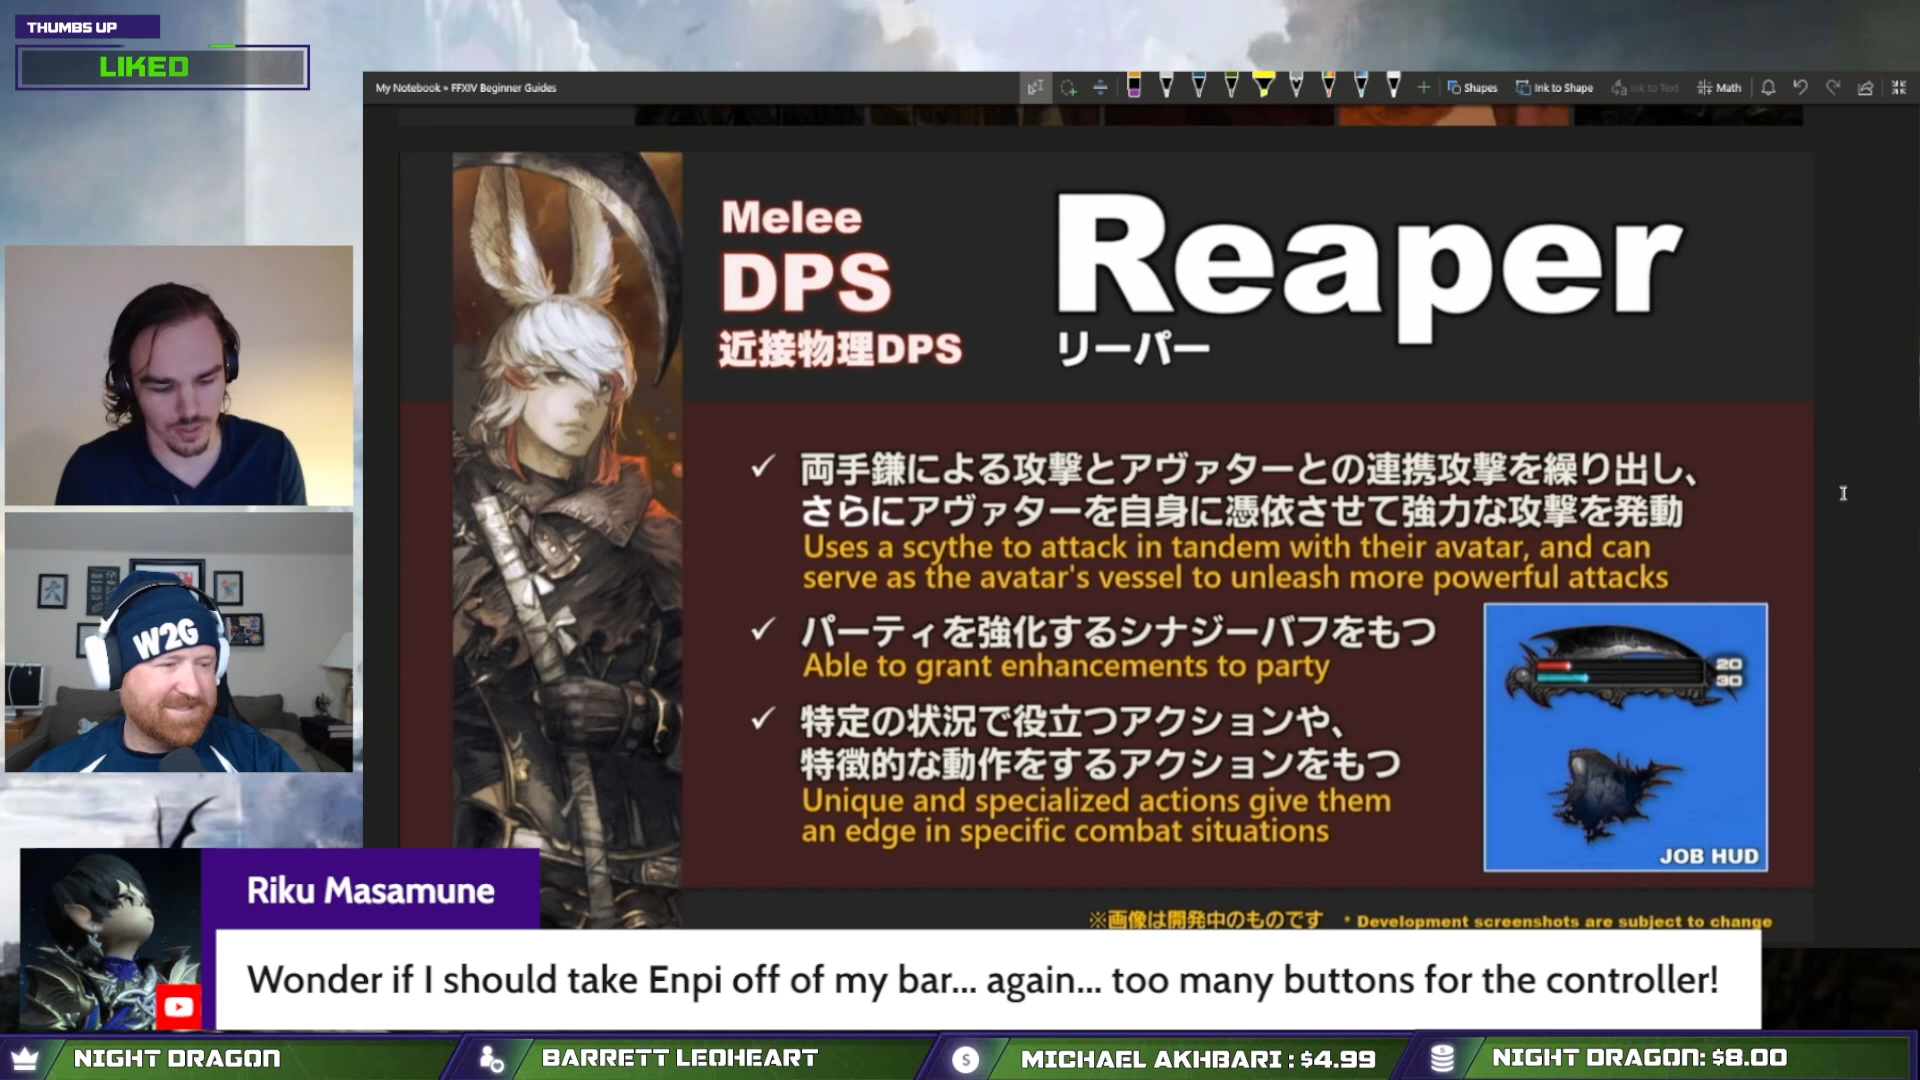 THUMBS UP
LIKED
My Notebook » FFXIV Beginner Guides
Shapes
Ink to Shape
Ink to Text
Math
Melee
DPS
近接物理DPS
Reaper
リーパー
✓ 両手鎌による攻撃とアヴァターとの連携攻撃を繰り出し、
さらにアヴァターを自身に憑依させて強力な攻撃を発動
Uses a scythe to attack in tandem with their avatar, and can
serve as the avatar's vessel to unleash more powerful attacks
✓ パーティを強化するシナジーバフをもつ
Able to grant enhancements to party
✓ 特定の状況で役立つアクションや、
特徴的な動作をするアクションをもつ
Unique and specialized actions give them
an edge in specific combat situations
20
30
JOB HUD
※画像は開発中のものです * Development screenshots are subject to change
W2G
Riku Masamune
Wonder if I should take Enpi off of my bar... again... too many buttons for the controller!
NIGHT DRAGON
BARRETT LEOHEART
MICHAEL AKHBARI : $4.99
NIGHT DRAGON: $8.00